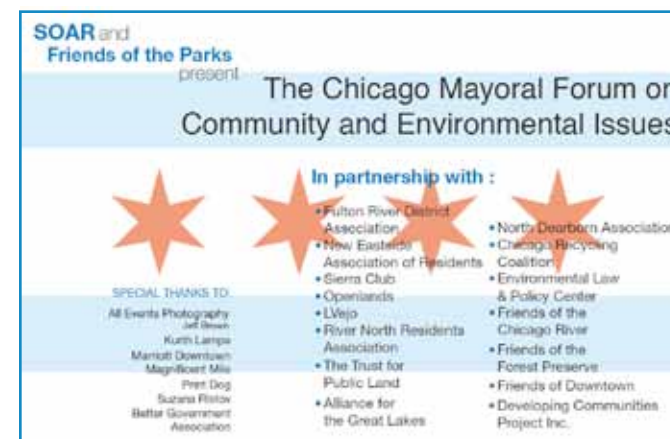 SOAR and
Friends of the Parks
present
The Chicago Mayoral Forum on
Community and Environmental Issues
In partnership with :
• Fulton River District
Association
• New Eastside
Association of Residents
• Sierra Club
• Openlands
• LVejo
• River North Residents
Association
• The Trust for
Public Land
• Alliance for
the Great Lakes
• North Dearborn Association
• Chicago Recycling
Coalition
• Environmental Law
& Policy Center
• Friends of the
Chicago River
• Friends of the
Forest Preserve
• Friends of Downtown
• Developing Communities
Project Inc.
SPECIAL THANKS TO:
All Events Photography
Jeff Brown
Kurth Lampe
Marriott Downtown
Magnificent Mile
Print Dog
Suzana Ristov
Better Government
Association